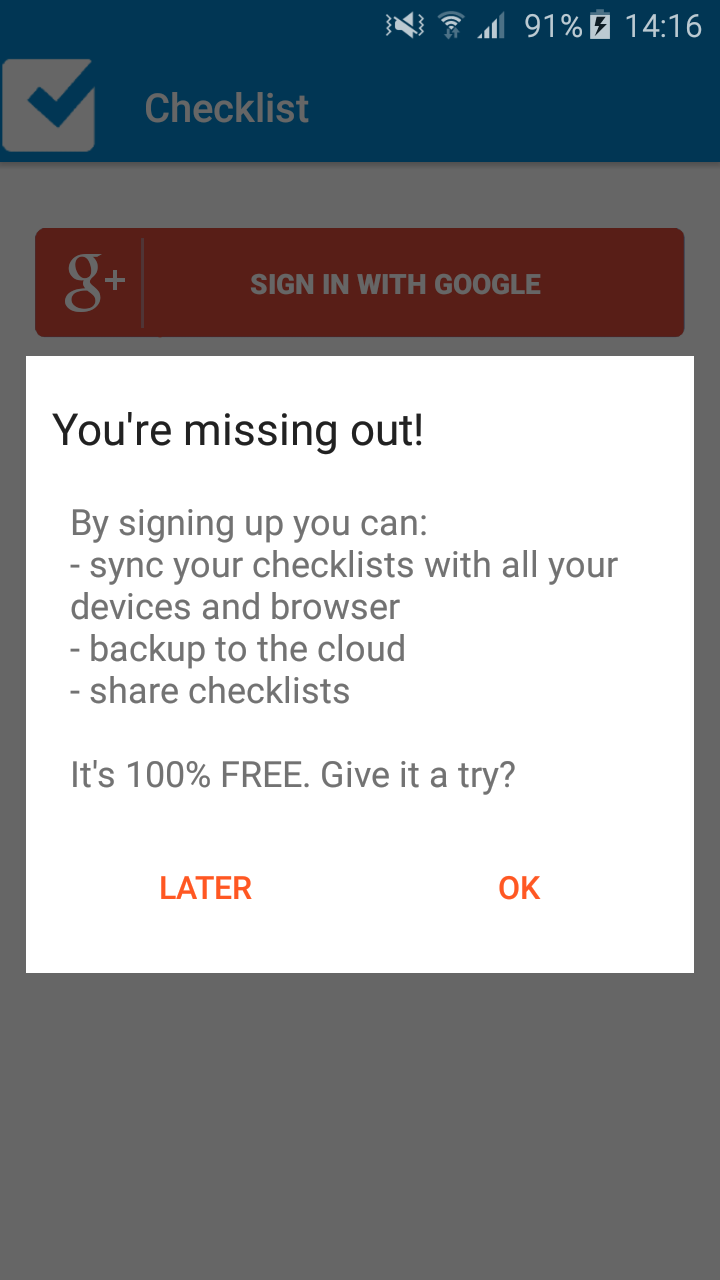 91% 14:16
Checklist
g+ SIGN IN WITH GOOGLE
You're missing out!
By signing up you can:
- sync your checklists with all your
devices and browser
- backup to the cloud
- share checklists
It's 100% FREE. Give it a try?
LATER OK